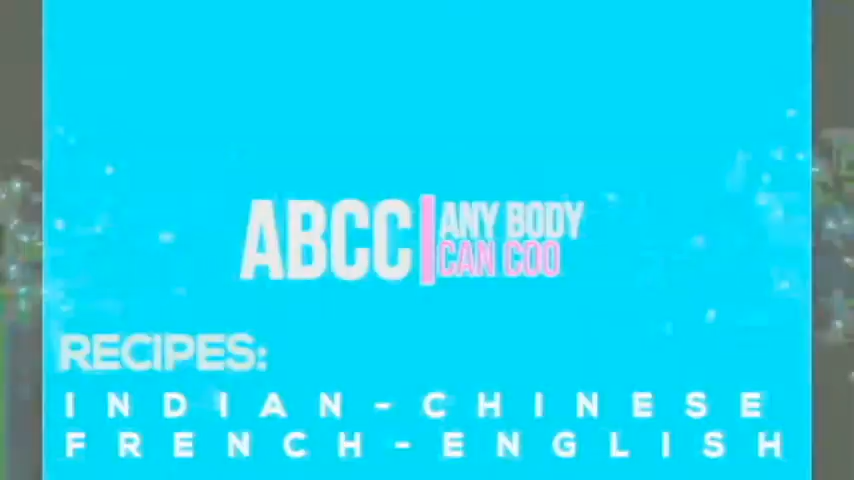 ABCC
ANY BODY
CAN COO
RECIPES:
INDIAN-CHINESE
FRENCH-ENGLISH